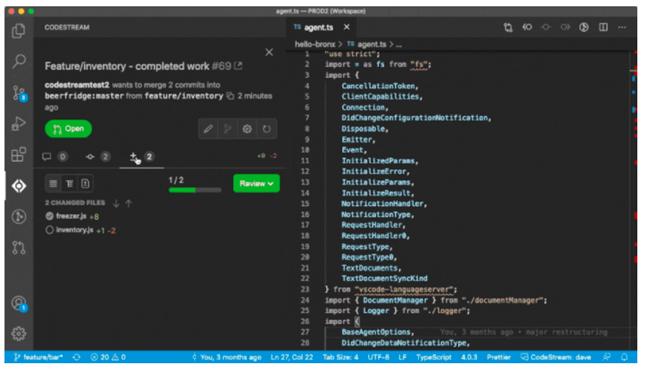 agent.ts — PROD2 (Workspace)
CODESTREAM
TS agent.ts ×
hello-bronx > TS agent.ts > ...
Feature/inventory - completed work #69
codestreamtest2 wants to merge 2 commits into
beerfridge:master from feature/inventory 2 minutes
ago
Open
0 2 2 +9 -2
1/2
Review
2 CHANGED FILES ↓ ↑
freezer.js +8
inventory.js +1 -2
1 "use strict";
2 import * as fs from "fs";
3 import {
4 CancellationToken,
5 ClientCapabilities,
6 Connection,
7 DidChangeConfigurationNotification,
8 Disposable,
9 Emitter,
10 Event,
11 InitializedParams,
12 InitializeError,
13 InitializeParams,
14 InitializeResult,
15 NotificationHandler,
16 NotificationType,
17 RequestHandler,
18 RequestHandler0,
19 RequestType,
20 RequestType0,
21 TextDocuments,
22 TextDocumentSyncKind
23 } from "vscode-languageserver";
24 import { DocumentManager } from "./documentManager";
25 import { Logger } from "./logger";
26 import {
27 BaseAgentOptions, You, 3 months ago • major restructuring
28 DidChangeDataNotificationType,
feature/bar* 20 0 You, 3 months ago Ln 27, Col 22 Tab Size: 4 UTF-8 LF TypeScript 4.0.3 Prettier CodeStream: dave